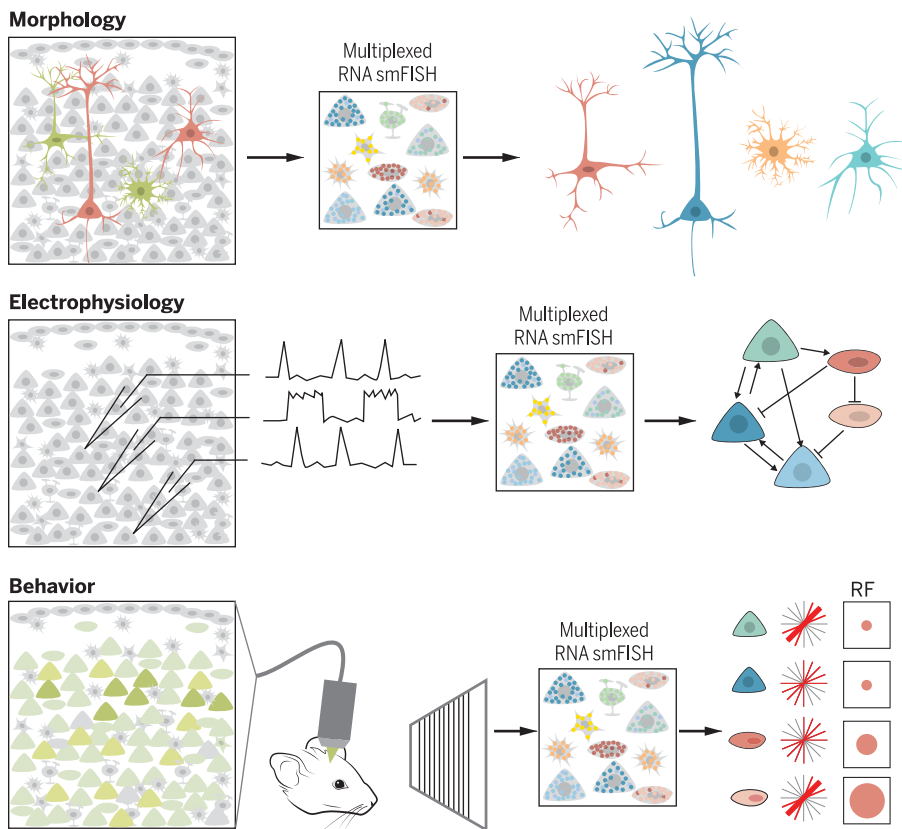 Morphology
Multiplexed
RNA smFISH
Electrophysiology
Multiplexed
RNA smFISH
Behavior
RF
Multiplexed
RNA smFISH